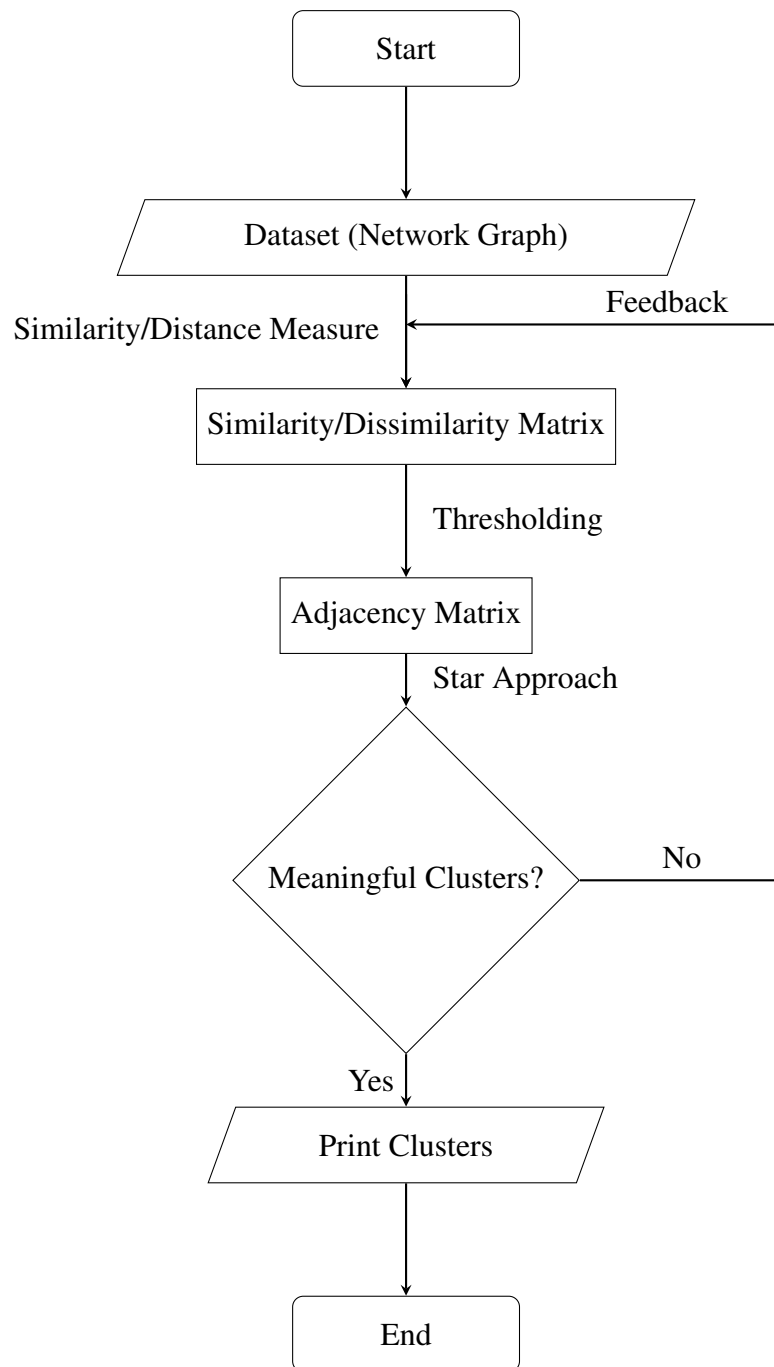 Start
Dataset (Network Graph)
Feedback
Similarity/Distance Measure
Similarity/Dissimilarity Matrix
Thresholding
Adjacency Matrix
Star Approach
No
Meaningful Clusters?
Yes
Print Clusters
End